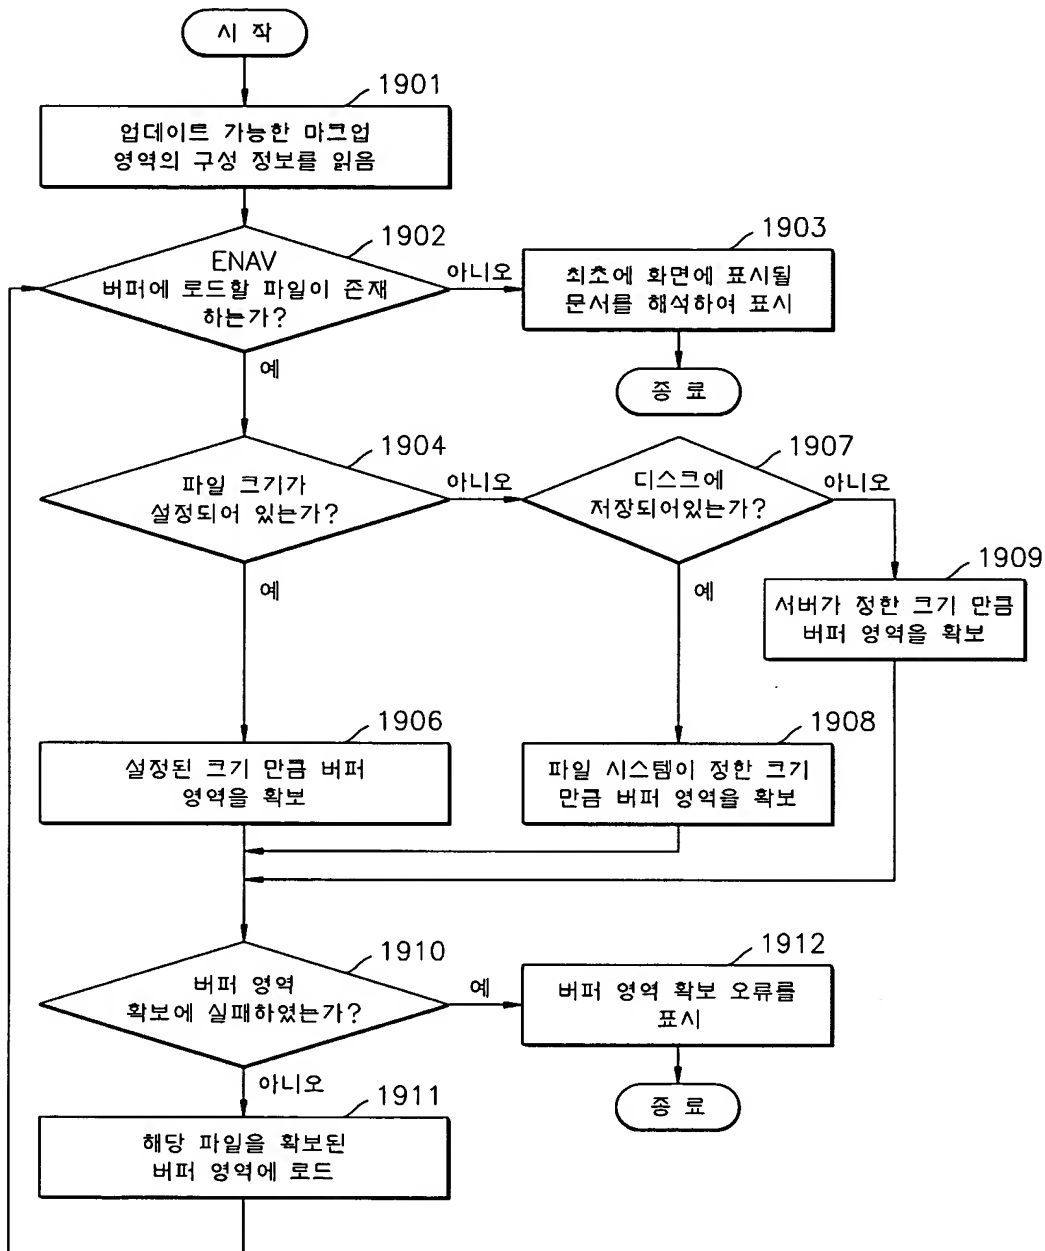 시 작
1901
업데이트 가능한 마크업
영역의 구성 정보를 읽음
1902
ENAV
버퍼에 로드할 파일이 존재
하는가?
아니오
1903
최초에 화면에 표시될
문서를 해석하여 표시
종 료
예
1904
파일 크기가
설정되어 있는가?
아니오
1907
디스크에
저장되어있는가?
아니오
예
예
1909
서버가 정한 크기 만큼
버퍼 영역을 확보
1906
설정된 크기 만큼 버퍼
영역을 확보
1908
파일 시스템이 정한 크기
만큼 버퍼 영역을 확보
1910
버퍼 영역
확보에 실패하였는가?
예
1912
버퍼 영역 확보 오류를
표시
종 료
아니오
1911
해당 파일을 확보된
버퍼 영역에 로드